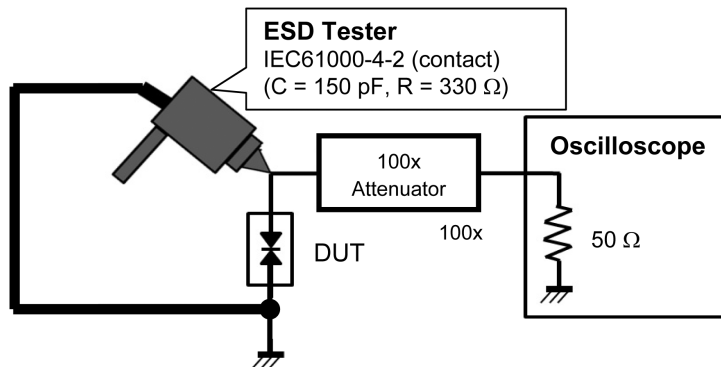 ESD Tester
IEC61000-4-2 (contact)
(C = 150 pF, R = 330 Ω)
Oscilloscope
100x
Attenuator
100x
50 Ω
DUT